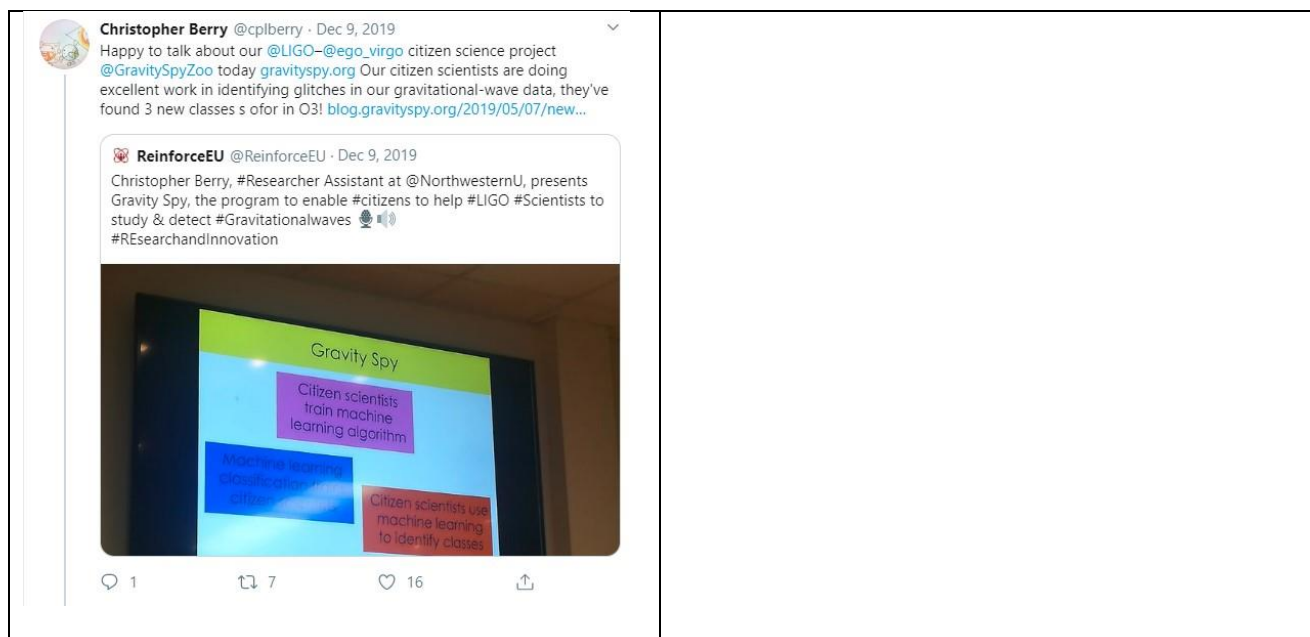 Christopher Berry @cplberry · Dec 9, 2019
Happy to talk about our @LIGO–@ego_virgo citizen science project
@GravitySpyZoo today gravityspy.org Our citizen scientists are doing
excellent work in identifying glitches in our gravitational-wave data, they've
found 3 new classes s ofor in O3! blog.gravityspy.org/2019/05/07/new...
ReinforceEU @ReinforceEU · Dec 9, 2019
Christopher Berry, #Researcher Assistant at @NorthwesternU, presents
Gravity Spy, the program to enable #citizens to help #LIGO #Scientists to
study & detect #Gravitationalwaves
#REsearchandInnovation
Gravity Spy
Citizen scientists
train machine
learning algorithm
Machine learning
classification
citizen
Citizen scientists use
machine learning
to identify classes
1 7 16